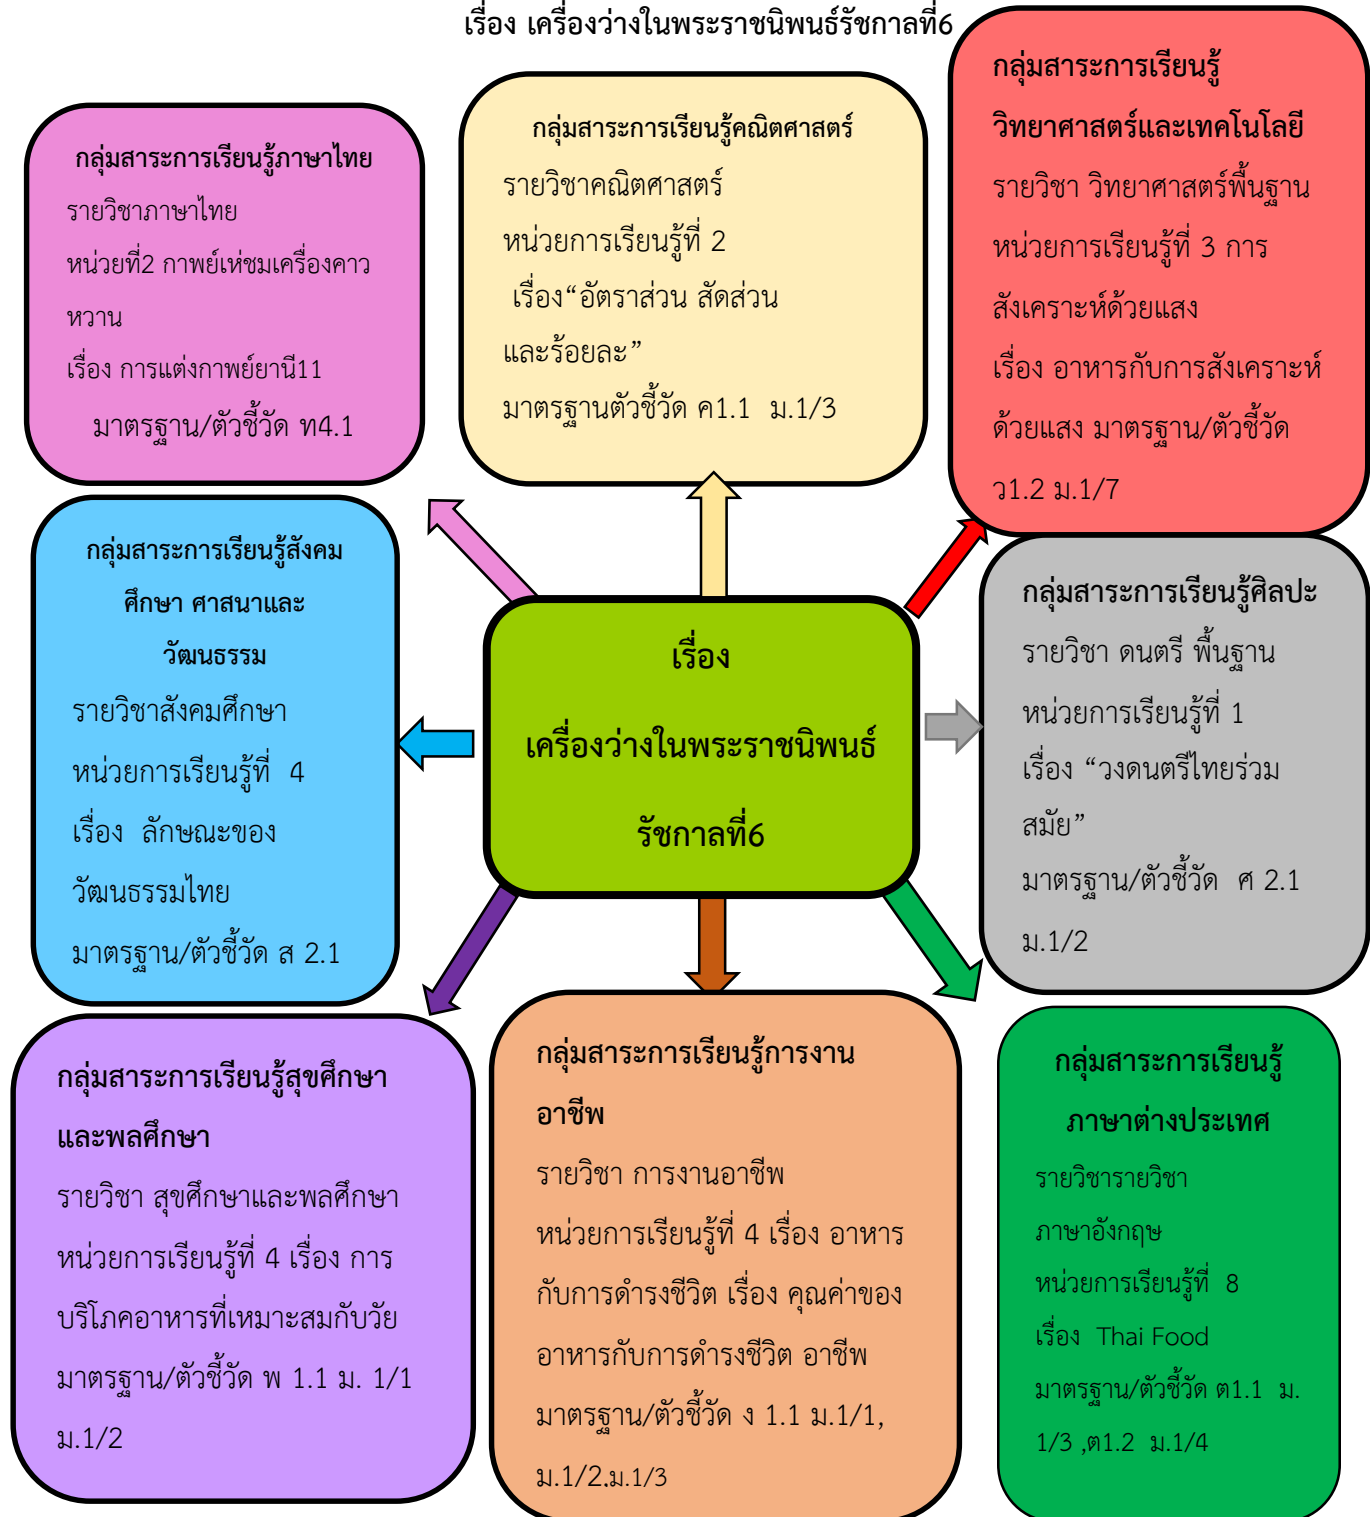 เรื่อง เครื่องว่างในพระราชนิพนธ์รัชกาลที่6
กลุ่มสาระการเรียนรู้ภาษาไทย
รายวิชาภาษาไทย
หน่วยที่2 กาพย์เห่ชมเครื่องคาว
หวาน
เรื่อง การแต่งกาพย์ยานี11
มาตรฐาน/ตัวชี้วัด ท4.1
กลุ่มสาระการเรียนรู้คณิตศาสตร์
รายวิชาคณิตศาสตร์
หน่วยการเรียนรู้ที่ 2
เรื่อง“อัตราส่วน สัดส่วน
และร้อยละ”
มาตรฐานตัวชี้วัด ค1.1 ม.1/3
กลุ่มสาระการเรียนรู้
วิทยาศาสตร์และเทคโนโลยี
รายวิชา วิทยาศาสตร์พื้นฐาน
หน่วยการเรียนรู้ที่ 3 การ
สังเคราะห์ด้วยแสง
เรื่อง อาหารกับการสังเคราะห์
ด้วยแสง มาตรฐาน/ตัวชี้วัด
ว1.2 ม.1/7
กลุ่มสาระการเรียนรู้สังคม
ศึกษา ศาสนาและ
วัฒนธรรม
รายวิชาสังคมศึกษา
หน่วยการเรียนรู้ที่ 4
เรื่อง ลักษณะของ
วัฒนธรรมไทย
มาตรฐาน/ตัวชี้วัด ส 2.1
เรื่อง
เครื่องว่างในพระราชนิพนธ์
รัชกาลที่6
กลุ่มสาระการเรียนรู้ศิลปะ
รายวิชา ดนตรี พื้นฐาน
หน่วยการเรียนรู้ที่ 1
เรื่อง “วงดนตรีไทยร่วม
สมัย”
มาตรฐาน/ตัวชี้วัด ศ 2.1
ม.1/2
กลุ่มสาระการเรียนรู้สุขศึกษา
และพลศึกษา
รายวิชา สุขศึกษาและพลศึกษา
หน่วยการเรียนรู้ที่ 4 เรื่อง การ
บริโภคอาหารที่เหมาะสมกับวัย
มาตรฐาน/ตัวชี้วัด พ 1.1 ม. 1/1
ม.1/2
กลุ่มสาระการเรียนรู้การงาน
อาชีพ
รายวิชา การงานอาชีพ
หน่วยการเรียนรู้ที่ 4 เรื่อง อาหาร
กับการดำรงชีวิต เรื่อง คุณค่าของ
อาหารกับการดำรงชีวิต อาชีพ
มาตรฐาน/ตัวชี้วัด ง 1.1 ม.1/1,
ม.1/2,ม.1/3
กลุ่มสาระการเรียนรู้
ภาษาต่างประเทศ
รายวิชารายวิชา
ภาษาอังกฤษ
หน่วยการเรียนรู้ที่ 8
เรื่อง Thai Food
มาตรฐาน/ตัวชี้วัด ต1.1 ม.
1/3 ,ต1.2 ม.1/4